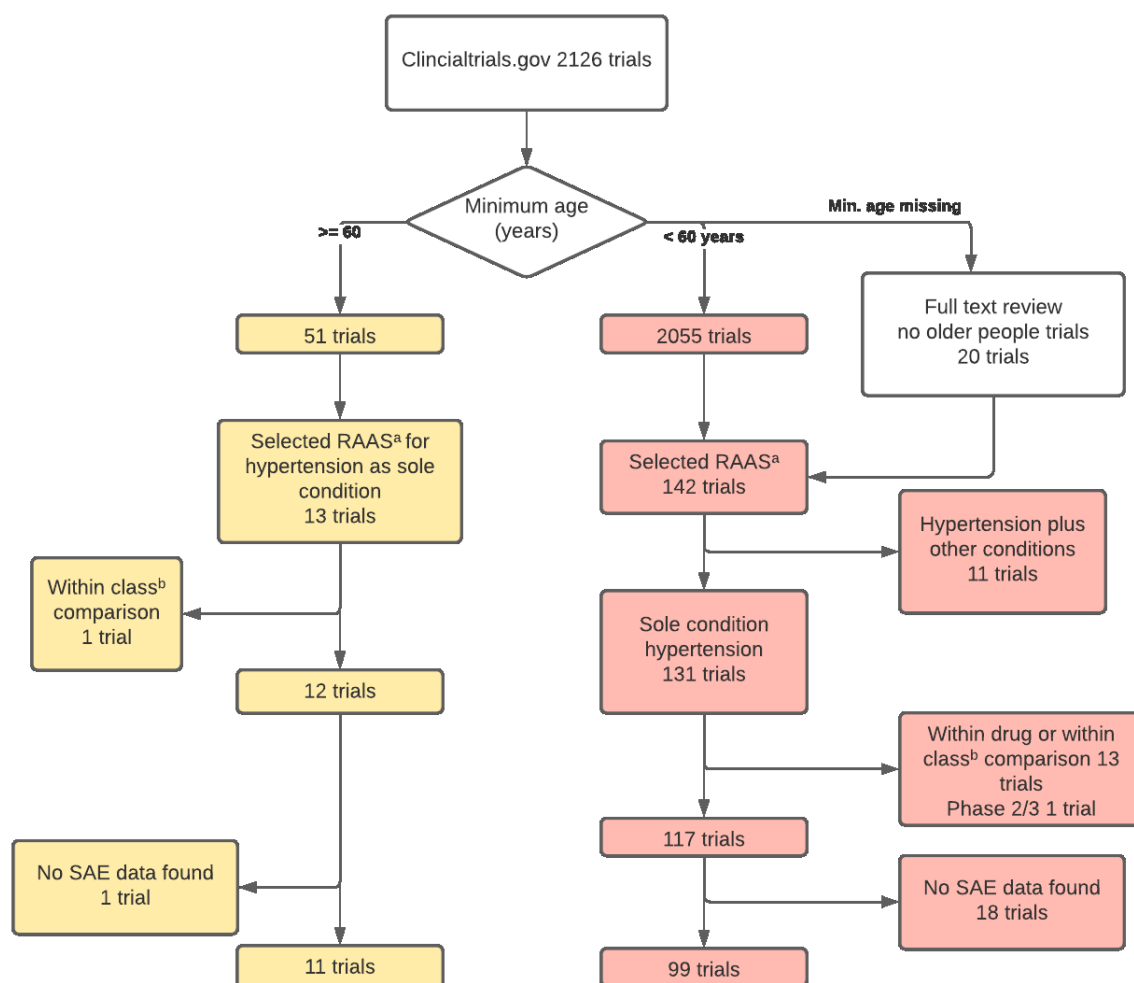 Clincialtrials.gov 2126 trials
Minimum age
(years)
>= 60
< 60 years
Min. age missing
51 trials
2055 trials
Full text review
no older people trials
20 trials
Selected RAASᵃ for
hypertension as sole
condition
13 trials
Selected RAASᵃ
142 trials
Hypertension plus
other conditions
11 trials
Within classᵇ
comparison
1 trial
Sole condition
hypertension
131 trials
12 trials
Within drug or within
classᵇ comparison 13
trials
Phase 2/3 1 trial
117 trials
No SAE data found
1 trial
No SAE data found
18 trials
11 trials
99 trials